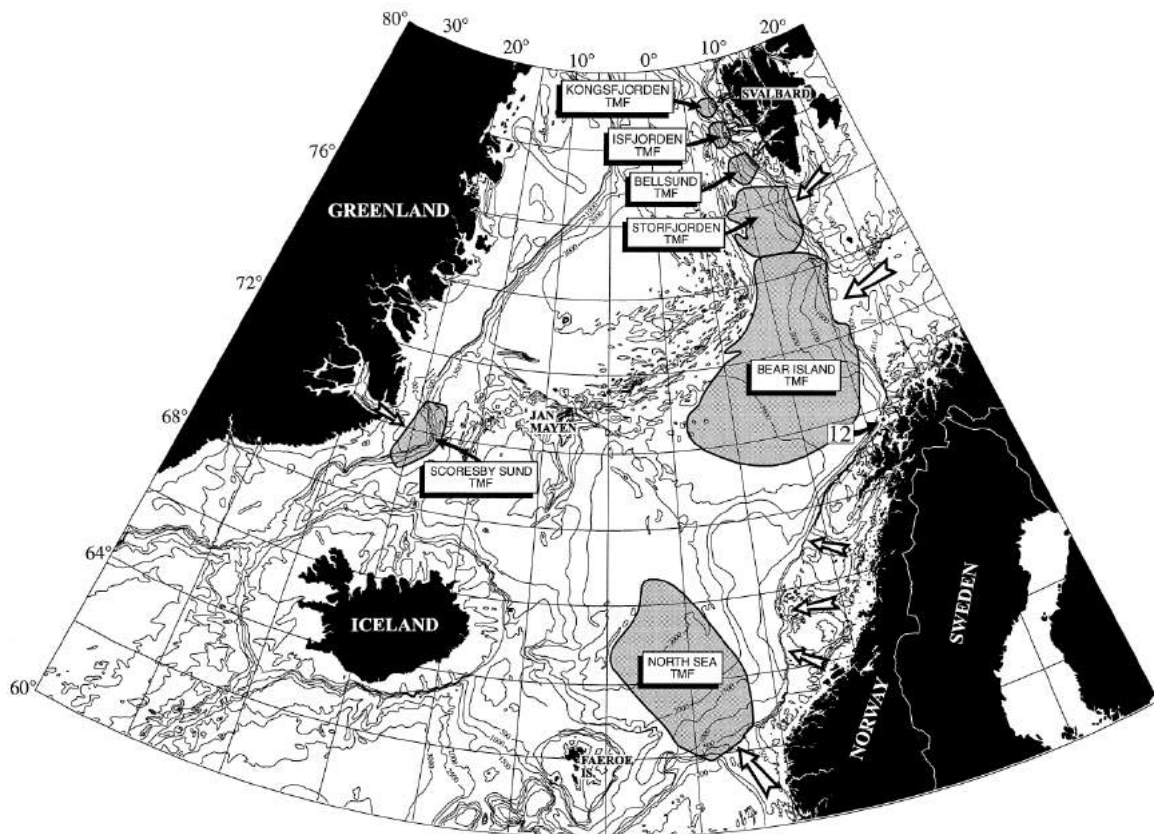 80°
30°
20°
10°
0°
10°
20°
KONGSFJORDEN
TMF
SVALBARD
ISFJORDEN
TMF
76°
BELLSUND
TMF
GREENLAND
STORFJORDEN
TMF
72°
BEAR ISLAND
TMF
JAN
MAYEN
68°
12
SCORESBY SUND
TMF
64°
ICELAND
SWEDEN
NORTH SEA
TMF
60°
NORWAY
FAEROE
IS.